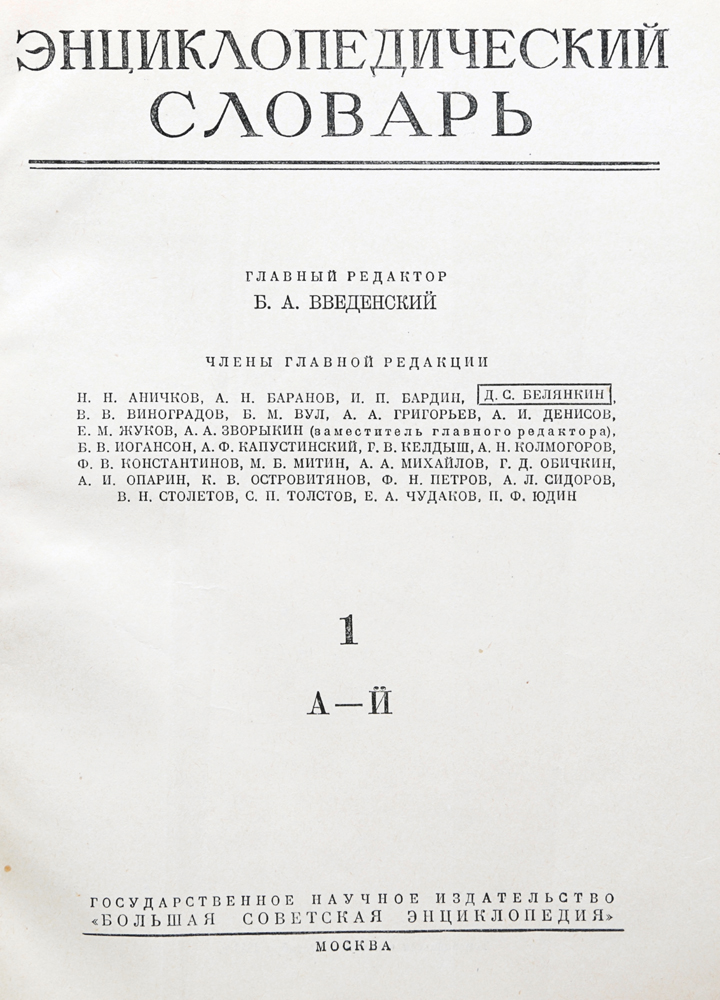 ЭНЦИКЛОПЕДИЧЕСКИЙ
СЛОВАРЬ
ГЛАВНЫЙ РЕДАКТОР
Б. А. ВВЕДЕНСКИЙ
ЧЛЕНЫ ГЛАВНОЙ РЕДАКЦИИ
Н. Н. АНИЧКОВ, А. Н. БАРАНОВ, И. П. БАРДИН, Д. С. БЕЛЯНКИН,
В. В. ВИНОГРАДОВ, Б. М. ВУЛ, А. А. ГРИГОРЬЕВ, А. И. ДЕНИСОВ,
Е. М. ЖУКОВ, А. А. ЗВОРЫКИН (заместитель главного редактора),
Б. В. ИОГАНСОН, А. Ф. КАПУСТИНСКИЙ, Г. В. КЕЛДЫШ, А. Н. КОЛМОГОРОВ,
Ф. В. КОНСТАНТИНОВ, М. Б. МИТИН, А. А. МИХАЙЛОВ, Г. Д. ОБИЧКИН,
А. И. ОПАРИН, К. В. ОСТРОВИТЯНОВ, Ф. Н. ПЕТРОВ, А. Л. СИДОРОВ,
В. Н. СТОЛЕТОВ, С. П. ТОЛСТОВ, Е. А. ЧУДАКОВ, П. Ф. ЮДИН
1
А—Й
ГОСУДАРСТВЕННОЕ НАУЧНОЕ ИЗДАТЕЛЬСТВО
«БОЛЬШАЯ СОВЕТСКАЯ ЭНЦИКЛОПЕДИЯ»
МОСКВА